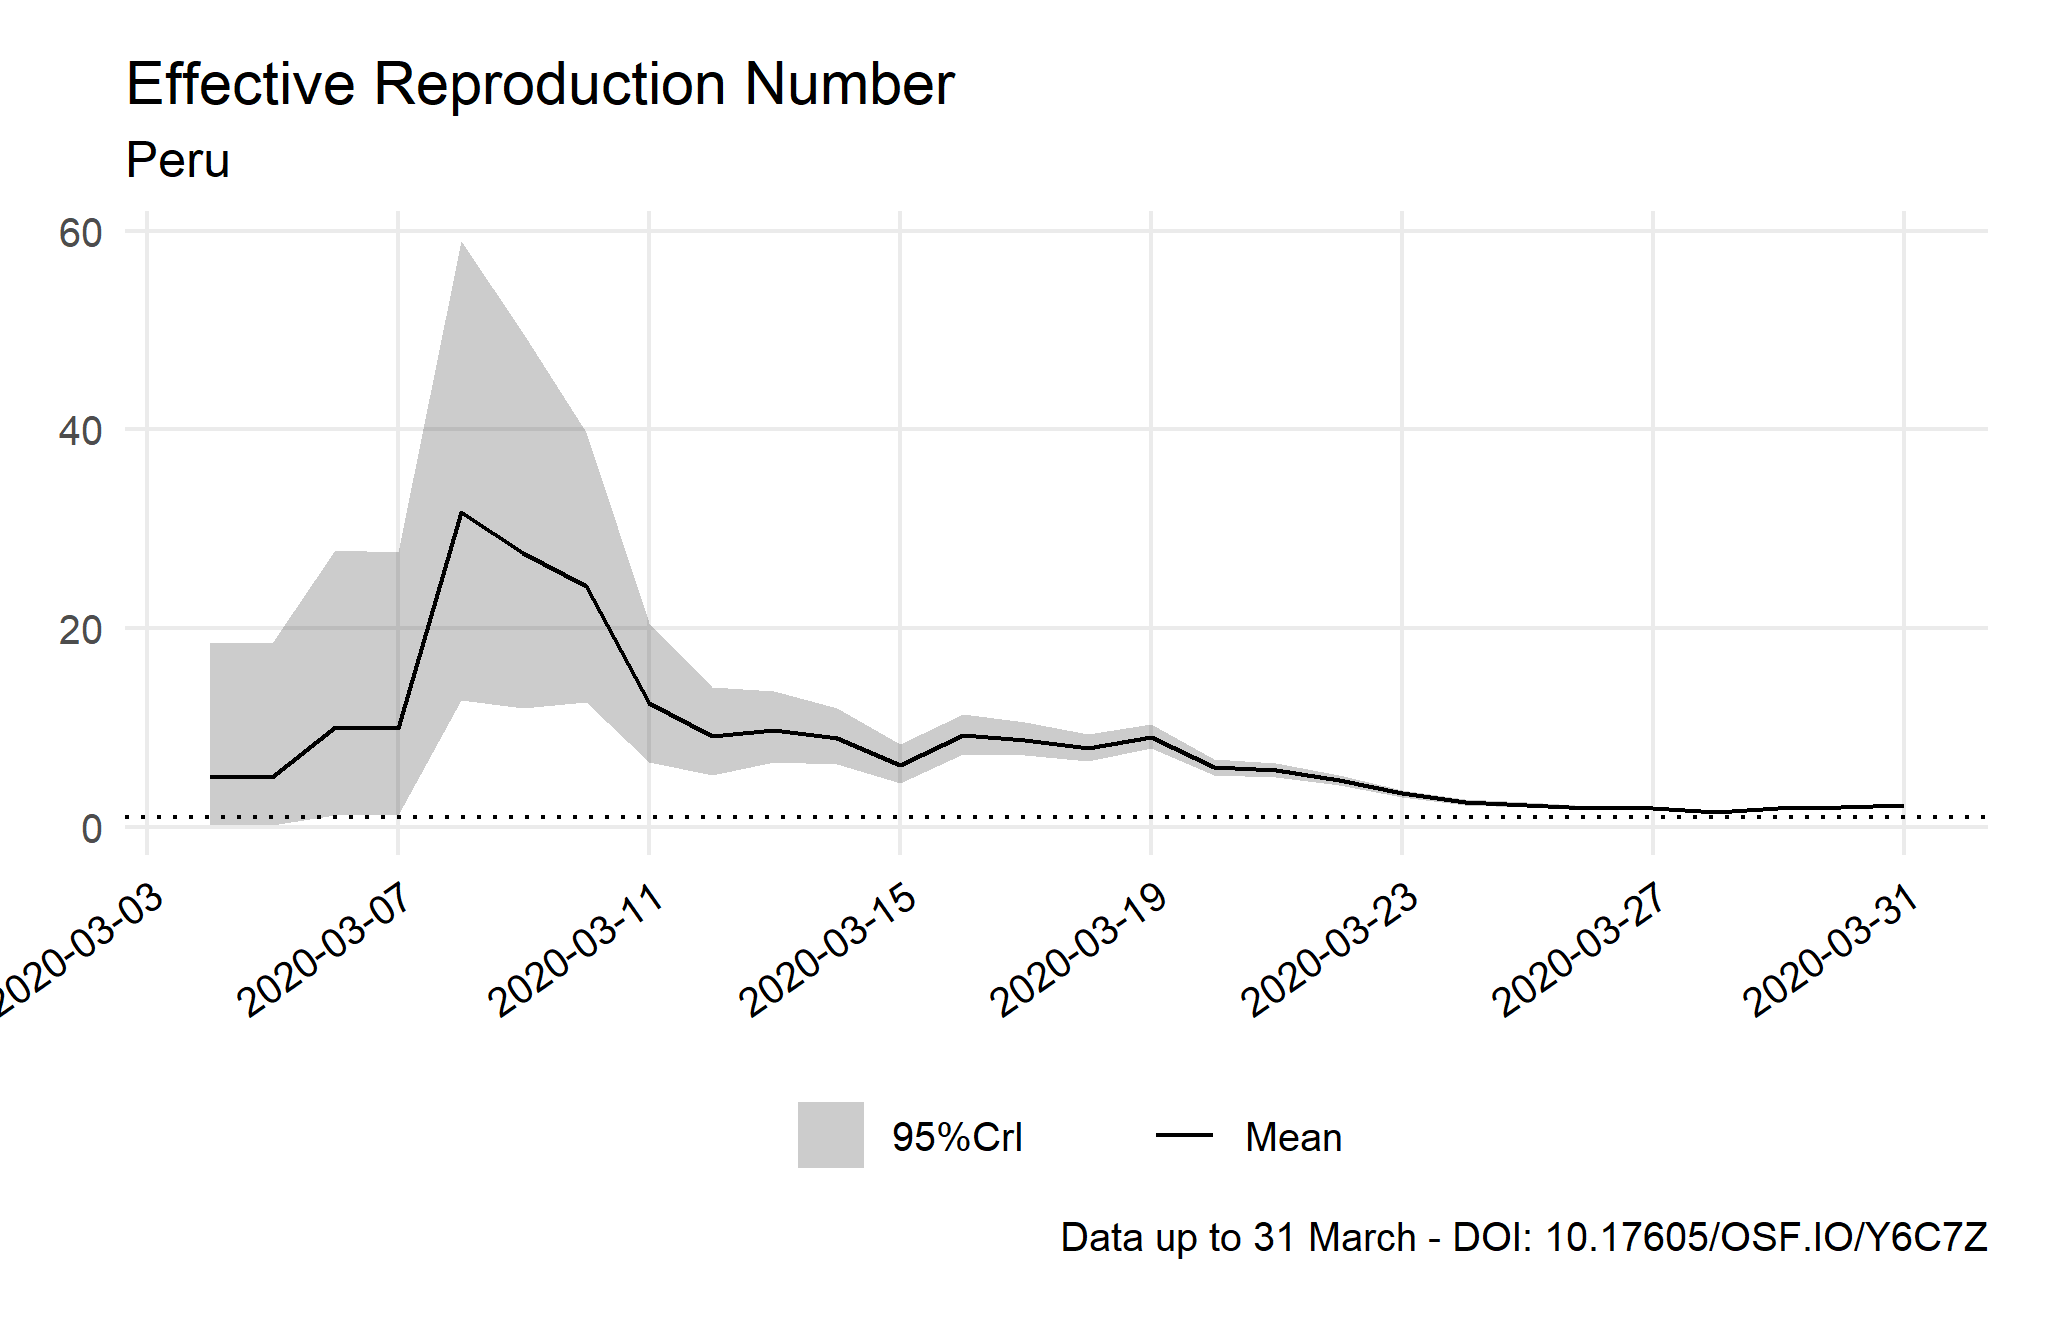 Effective Reproduction Number
Peru
60
40
20
0
2020-03-03
2020-03-07
2020-03-11
2020-03-15
2020-03-19
2020-03-23
2020-03-27
2020-03-31
95%CrI
Mean
Data up to 31 March - DOI: 10.17605/OSF.IO/Y6C7Z